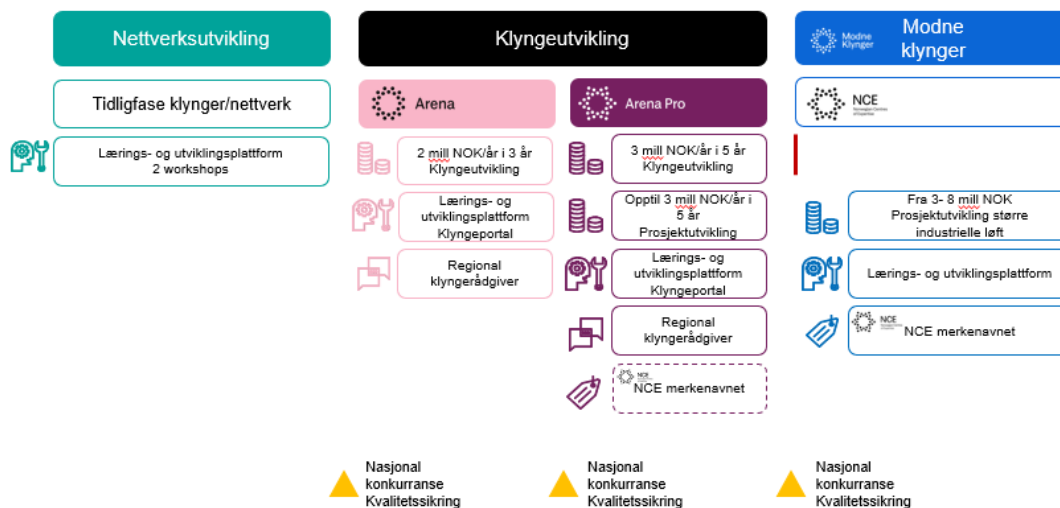 Nettverksutvikling
Tidligfase klynger/nettverk
Lærings- og utviklingsplattform
2 workshops
Klyngeutvikling
Arena
2 mill NOK/år i 3 år
Klyngeutvikling
Lærings- og
utviklingsplattform
Klyngeportal
Regional
klyngerådgiver
Arena Pro
3 mill NOK/år i 5 år
Klyngeutvikling
Opptil 3 mill NOK/år i
5 år
Prosjektutvikling
Lærings- og
utviklingsplattform
Klyngeportal
Regional
klyngerådgiver
NCE
NCE merkenavnet
Modne
Klynger
Modne
klynger
NCE
Norwegian Centres
of Expertise
Fra 3- 8 mill NOK
Prosjektutvikling større
industrielle løft
Lærings- og utviklingsplattform
NCE
NCE merkenavnet
Nasjonal
konkurranse
Kvalitetssikring
Nasjonal
konkurranse
Kvalitetssikring
Nasjonal
konkurranse
Kvalitetssikring